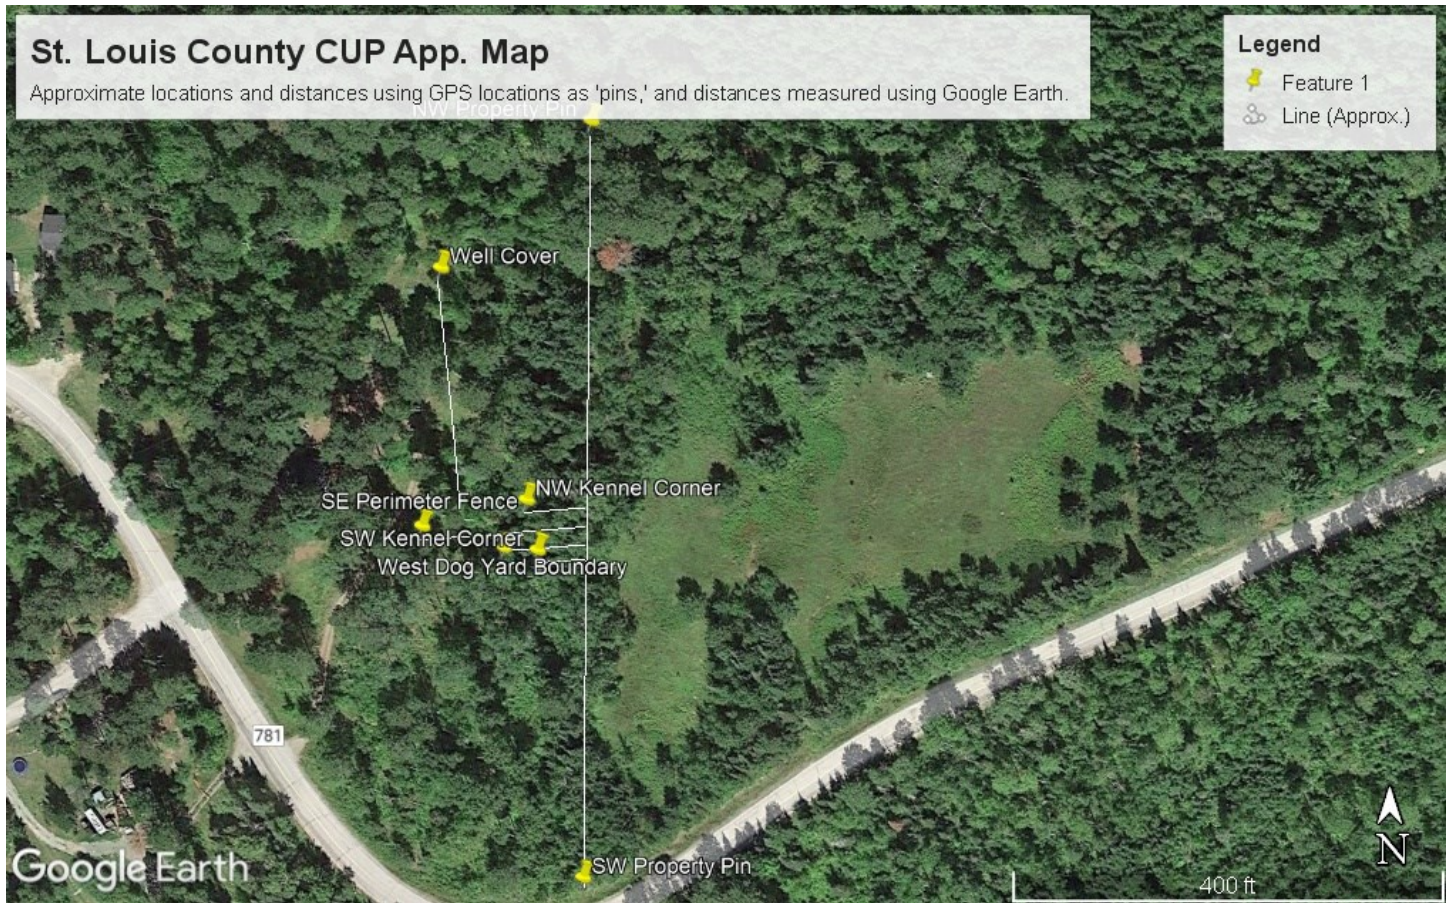 St. Louis County CUP App. Map
Approximate locations and distances using GPS locations as 'pins,' and distances measured using Google Earth.
Legend
Feature 1
Line (Approx.)
NW Property Pin
Well Cover
NW Kennel Corner
SE Perimeter Fence
SW Kennel Corner
West Dog Yard Boundary
781
SW Property Pin
Google Earth
N
400 ft